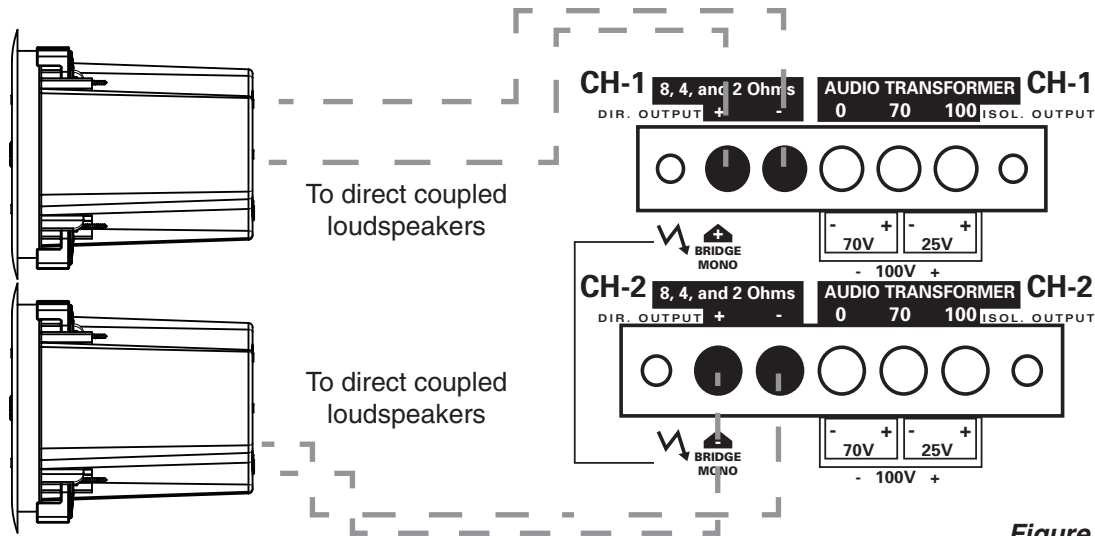 CH-1 8, 4, and 2 Ohms AUDIO TRANSFORMER CH-1
DIR. OUTPUT + - 0 70 100 ISOL. OUTPUT
To direct coupled
loudspeakers
+
BRIDGE
MONO
- + - +
70V 25V
- 100V +
CH-2 8, 4, and 2 Ohms AUDIO TRANSFORMER CH-2
DIR. OUTPUT + - 0 70 100 ISOL. OUTPUT
To direct coupled
loudspeakers
-
BRIDGE
MONO
- + - +
70V 25V
- 100V +
Figure